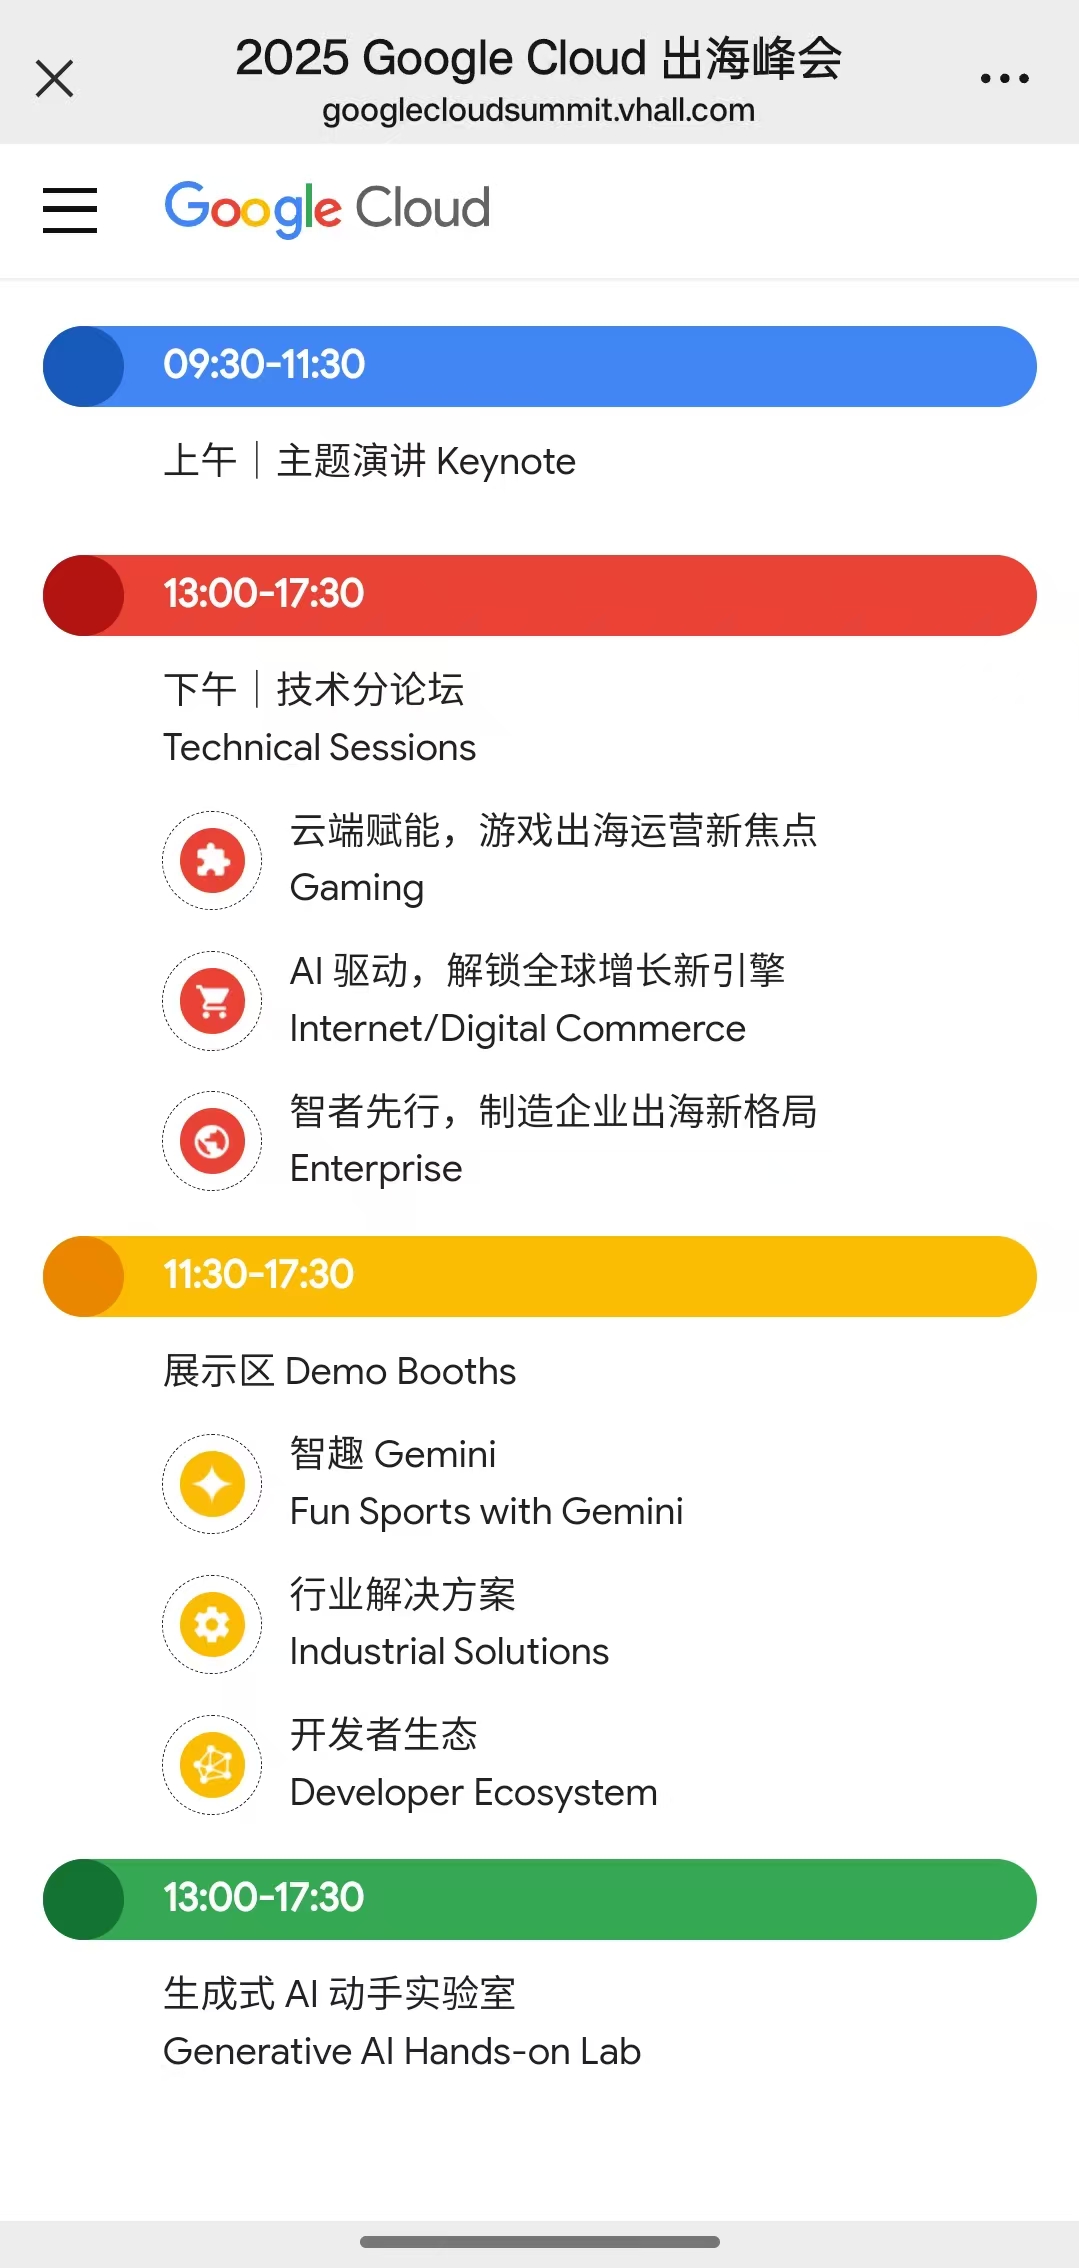 2025 Google Cloud 出海峰会
googlecloudsummit.vhall.com
Google Cloud
09:30-11:30
上午｜主题演讲 Keynote
13:00-17:30
下午｜技术分论坛
Technical Sessions
云端赋能，游戏出海运营新焦点
Gaming
AI 驱动，解锁全球增长新引擎
Internet/Digital Commerce
智者先行，制造企业出海新格局
Enterprise
11:30-17:30
展示区 Demo Booths
智趣 Gemini
Fun Sports with Gemini
行业解决方案
Industrial Solutions
开发者生态
Developer Ecosystem
13:00-17:30
生成式 AI 动手实验室
Generative AI Hands-on Lab